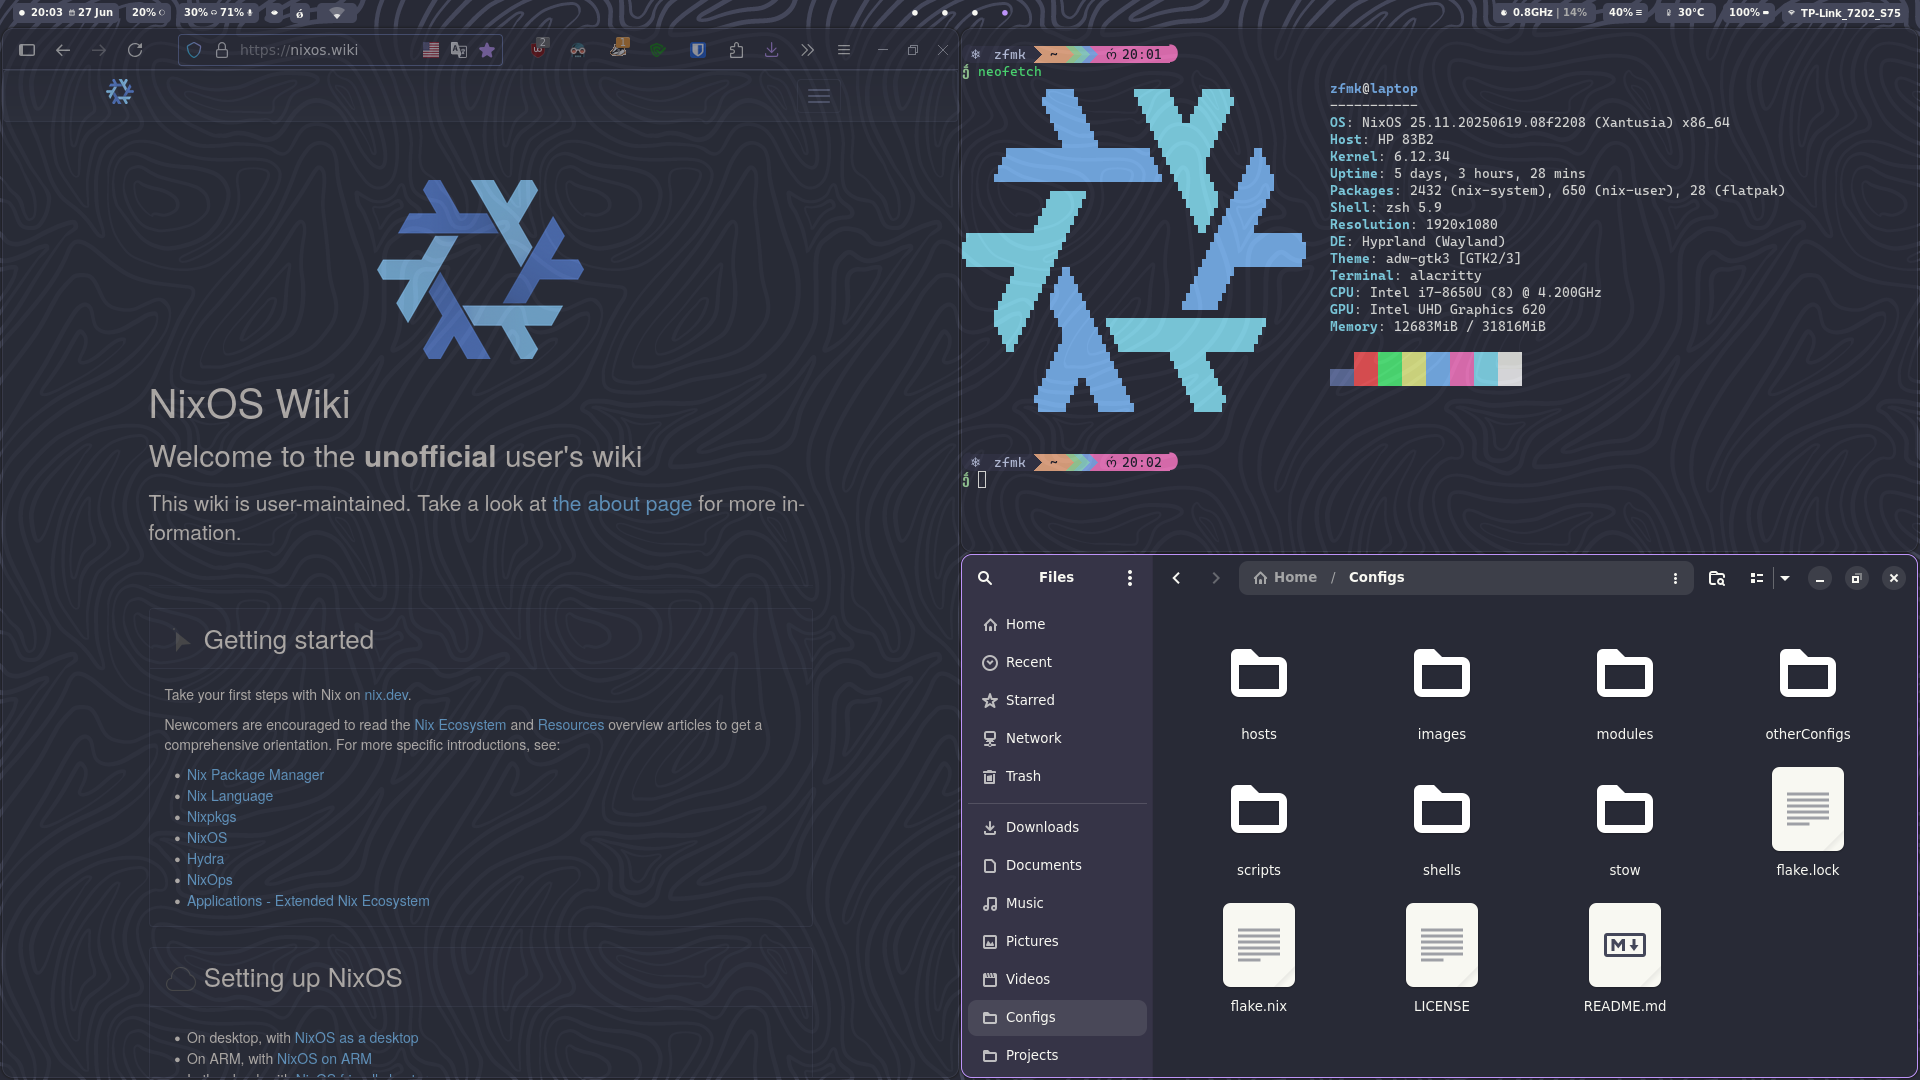 20:03 27 Jun 20% 30% 71%
0.8GHz | 14% 40% 30°C 100% TP-Link_7202_S75
https://nixos.wiki
2
1
NixOS Wiki
Welcome to the unofficial user's wiki
This wiki is user-maintained. Take a look at the about page for more in-
formation.
Getting started
Take your first steps with Nix on nix.dev.
Newcomers are encouraged to read the Nix Ecosystem and Resources overview articles to get a
comprehensive orientation. For more specific introductions, see:
• Nix Package Manager
• Nix Language
• Nixpkgs
• NixOS
• Hydra
• NixOps
• Applications - Extended Nix Ecosystem
Setting up NixOS
• On desktop, with NixOS as a desktop
• On ARM, with NixOS on ARM
zfmk ~ 20:01
neofetch
zfmk@laptop
-----------
OS: NixOS 25.11.20250619.08f2208 (Xantusia) x86_64
Host: HP 83B2
Kernel: 6.12.34
Uptime: 5 days, 3 hours, 28 mins
Packages: 2432 (nix-system), 650 (nix-user), 28 (flatpak)
Shell: zsh 5.9
Resolution: 1920x1080
DE: Hyprland (Wayland)
Theme: adw-gtk3 [GTK2/3]
Terminal: alacritty
CPU: Intel i7-8650U (8) @ 4.200GHz
GPU: Intel UHD Graphics 620
Memory: 12683MiB / 31816MiB
zfmk ~ 20:02
Files
Home / Configs
Home
Recent
Starred
Network
Trash
Downloads
Documents
Music
Pictures
Videos
Configs
Projects
hosts
images
modules
otherConfigs
scripts
shells
stow
flake.lock
flake.nix
LICENSE
M
README.md